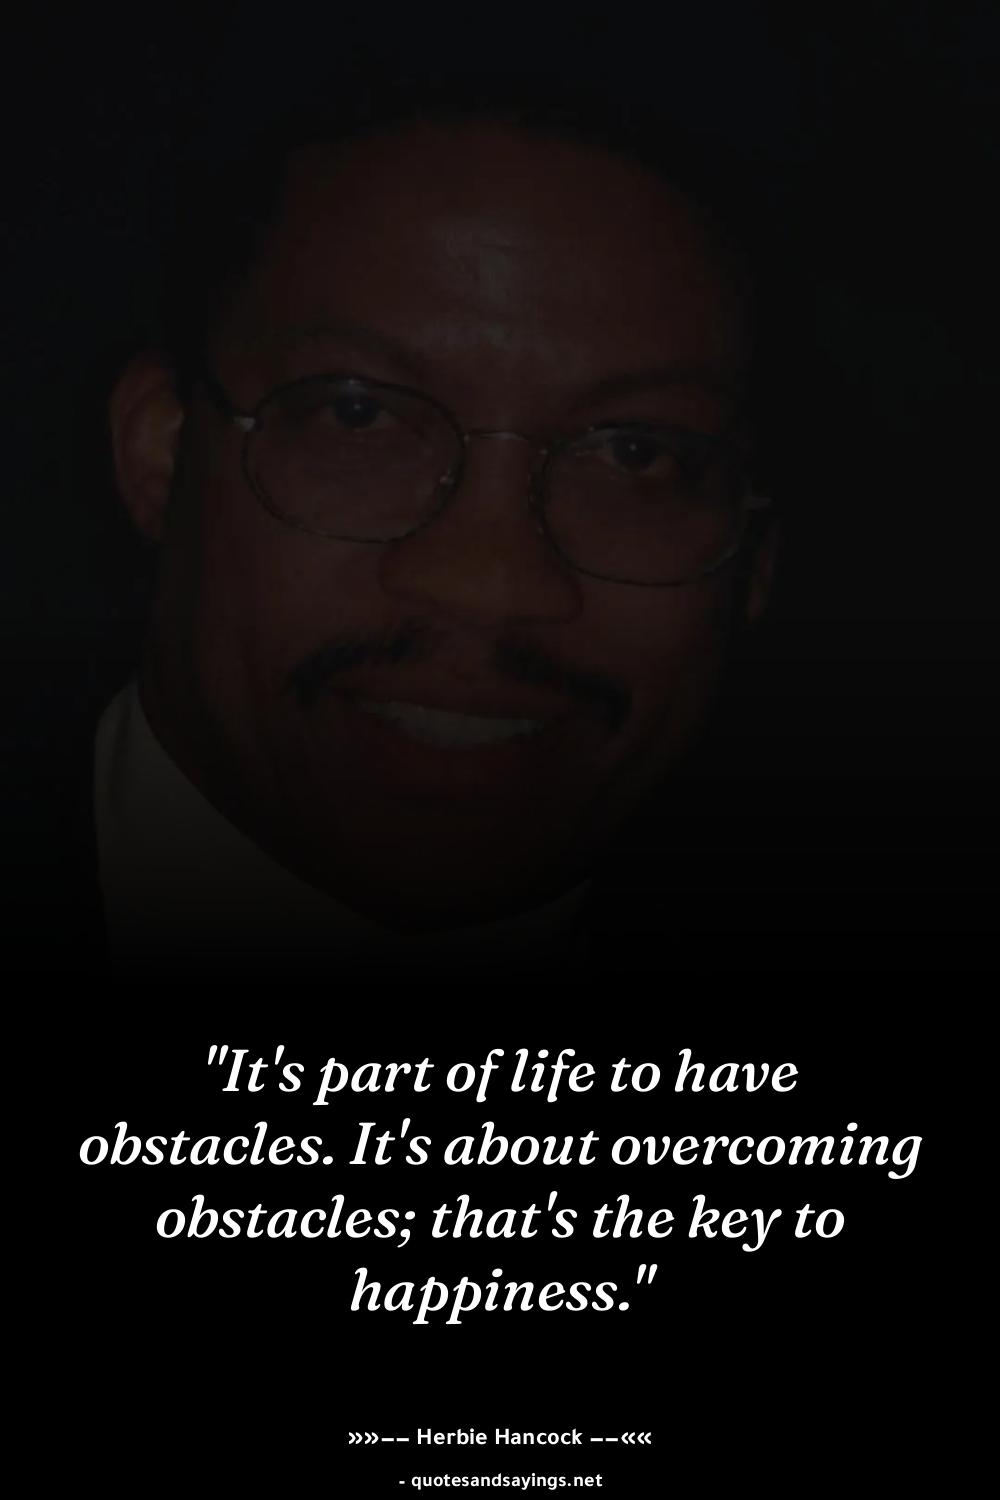 "It's part of life to have
obstacles. It's about overcoming
obstacles; that's the key to
happiness."
»»−− Herbie Hancock −−««
- quotesandsayings.net